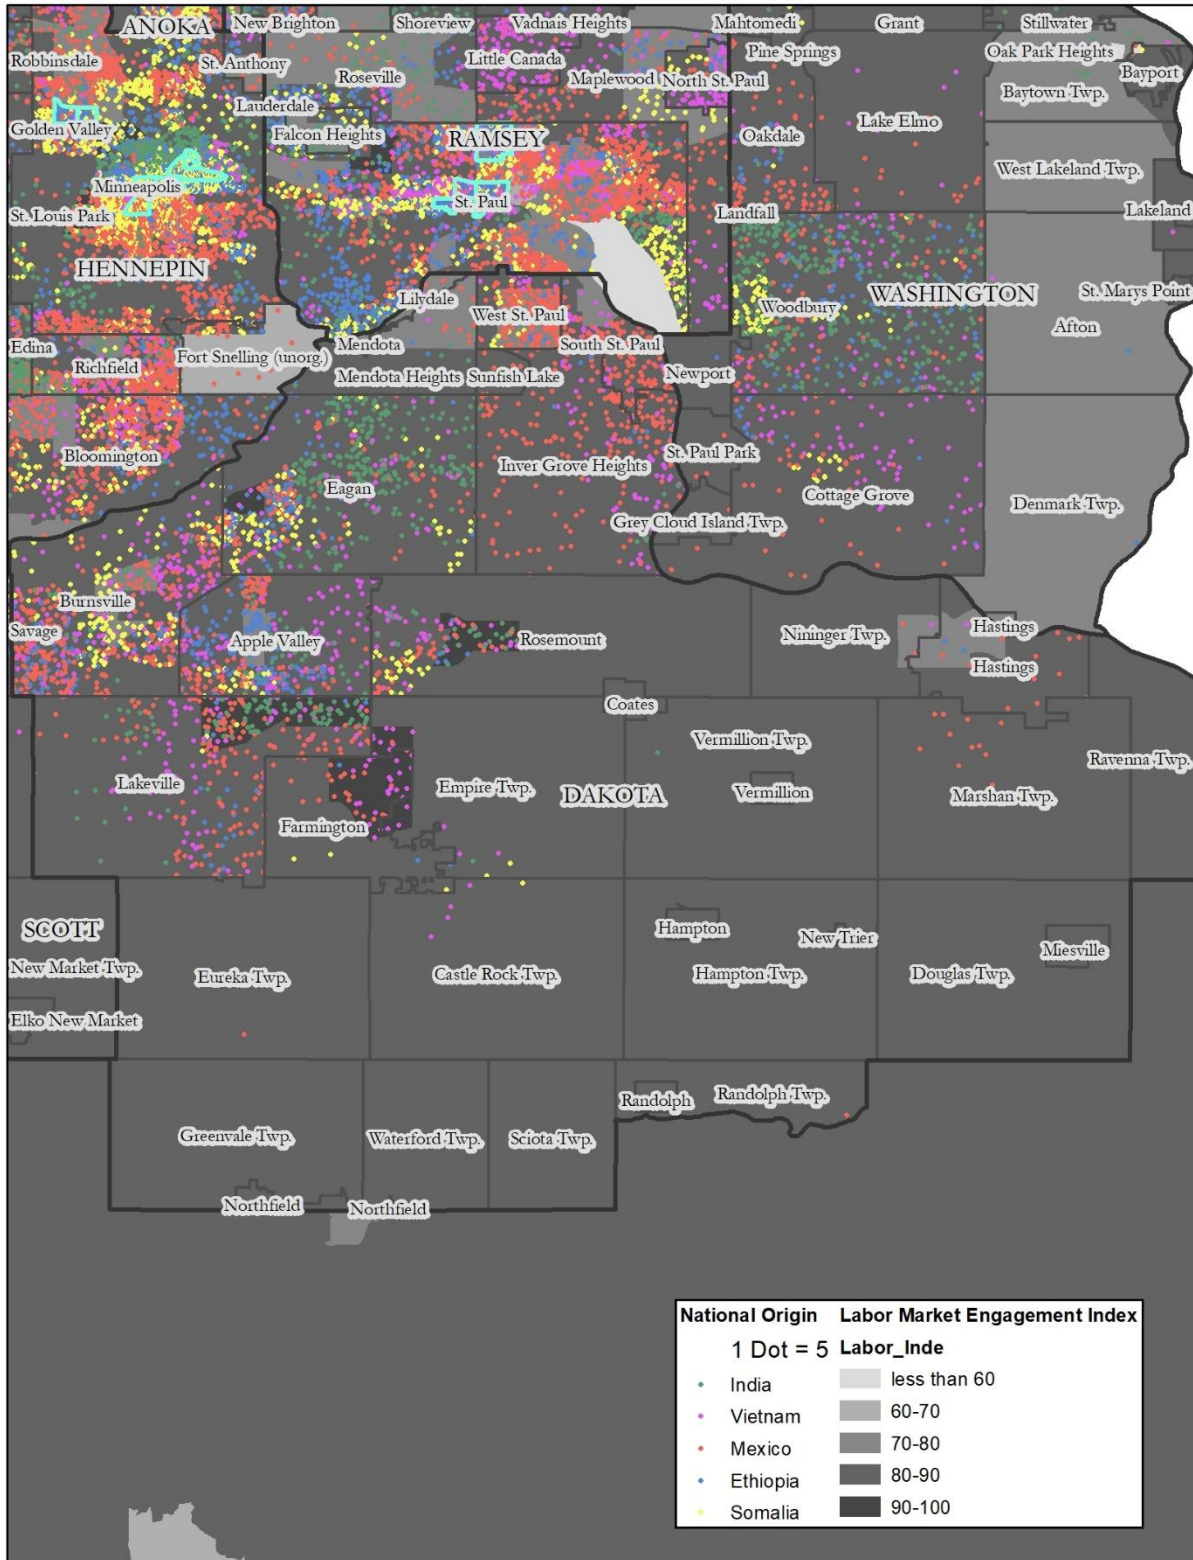 ANOKA
New Brighton
Shoreview
Vadnais Heights
Mahtomedi
Grant
Stillwater
Robbinsdale
St. Anthony
Roseville
Little Canada
Maplewood
North St. Paul
Pine Springs
Oak Park Heights
Bayport
Baytown Twp.
Lauderdale
Golden Valley
Falcon Heights
RAMSEY
Oakdale
Lake Elmo
West Lakeland Twp.
Minneapolis
St. Louis Park
St. Paul
Landfall
Lakeland
HENNEPIN
Lilydale
West St. Paul
Woodbury
WASHINGTON
St. Marys Point
Afton
Edina
Richfield
Fort Snelling (unorg.)
Mendota
South St. Paul
Mendota Heights
Sunfish Lake
Newport
Bloomington
Eagan
Inver Grove Heights
St. Paul Park
Cottage Grove
Denmark Twp.
Grey Cloud Island Twp.
Burnsville
Savage
Apple Valley
Rosemount
Nininger Twp.
Hastings
Hastings
Coates
Vermillion Twp.
Ravenna Twp.
Lakeville
Empire Twp.
DAKOTA
Vermillion
Marshan Twp.
Farmington
SCOTT
Hampton
New Trier
Miesville
New Market Twp.
Eureka Twp.
Castle Rock Twp.
Hampton Twp.
Douglas Twp.
Elko New Market
Randolph
Randolph Twp.
Greenvale Twp.
Waterford Twp.
Sciota Twp.
Northfield
Northfield
National Origin
1 Dot = 5
India
Vietnam
Mexico
Ethiopia
Somalia
Labor Market Engagement Index
Labor_Inde
less than 60
60-70
70-80
80-90
90-100